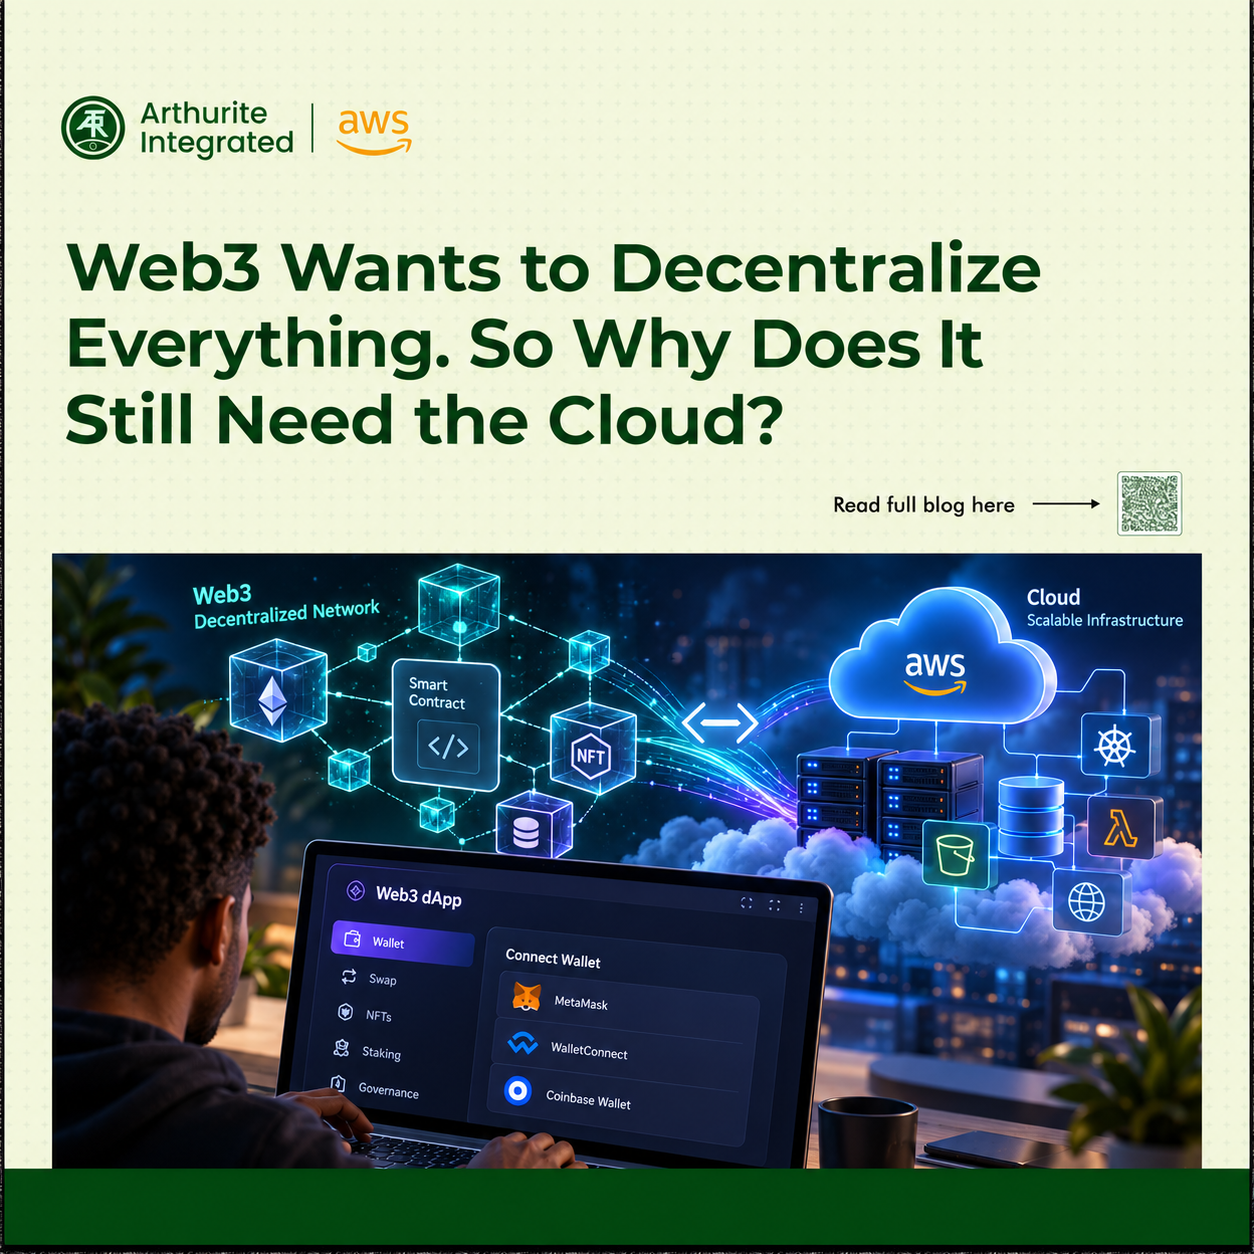 Arthurite
Integrated
aws
Web3 Wants to Decentralize
Everything. So Why Does It
Still Need the Cloud?
Read full blog here
Web3
Decentralized Network
Cloud
Scalable Infrastructure
aws
Smart
Contract
</>
NFT
Web3 dApp
Wallet
Swap
NFTs
Staking
Governance
Connect Wallet
MetaMask
WalletConnect
Coinbase Wallet